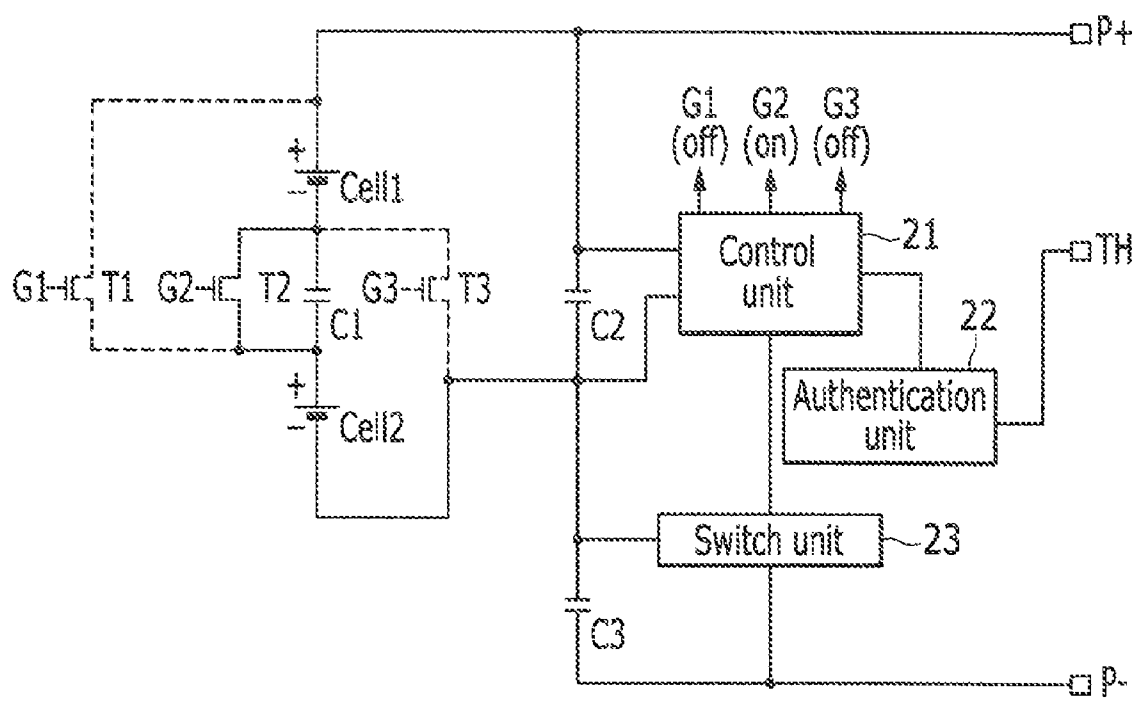 P+
G1 G2 G3
(off) (on) (off)
+
-
Cell1
Control
unit
21
TH
G1 T1 G2 T2 G3 T3
C1
C2
22
Authentication
unit
+
-
Cell2
Switch unit
23
C3
P-